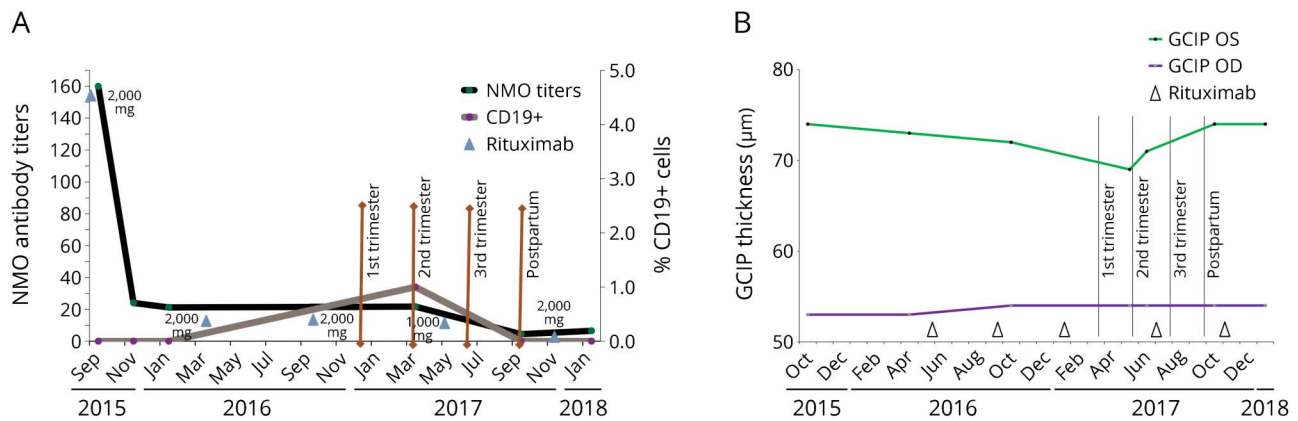 A
NMO antibody titers
160
140
120
100
80
60
40
20
0
2,000
mg
NMO titers
CD19+
Rituximab
5.0
4.0
3.0
2.0
1.0
0.0
% CD19+ cells
1st trimester
2nd trimester
3rd trimester
Postpartum
2,000
mg
2,000
mg
1,000
mg
2,000
mg
Sep Nov Jan Mar May Jul Sep Nov Jan Mar May Jul Sep Nov Jan
2015 2016 2017 2018
B
GCIP OS
GCIP OD
Rituximab
GCIP thickness (µm)
80
70
60
50
1st trimester
2nd trimester
3rd trimester
Postpartum
Oct Dec Feb Apr Jun Aug Oct Dec Feb Apr Jun Aug Oct Dec
2015 2016 2017 2018